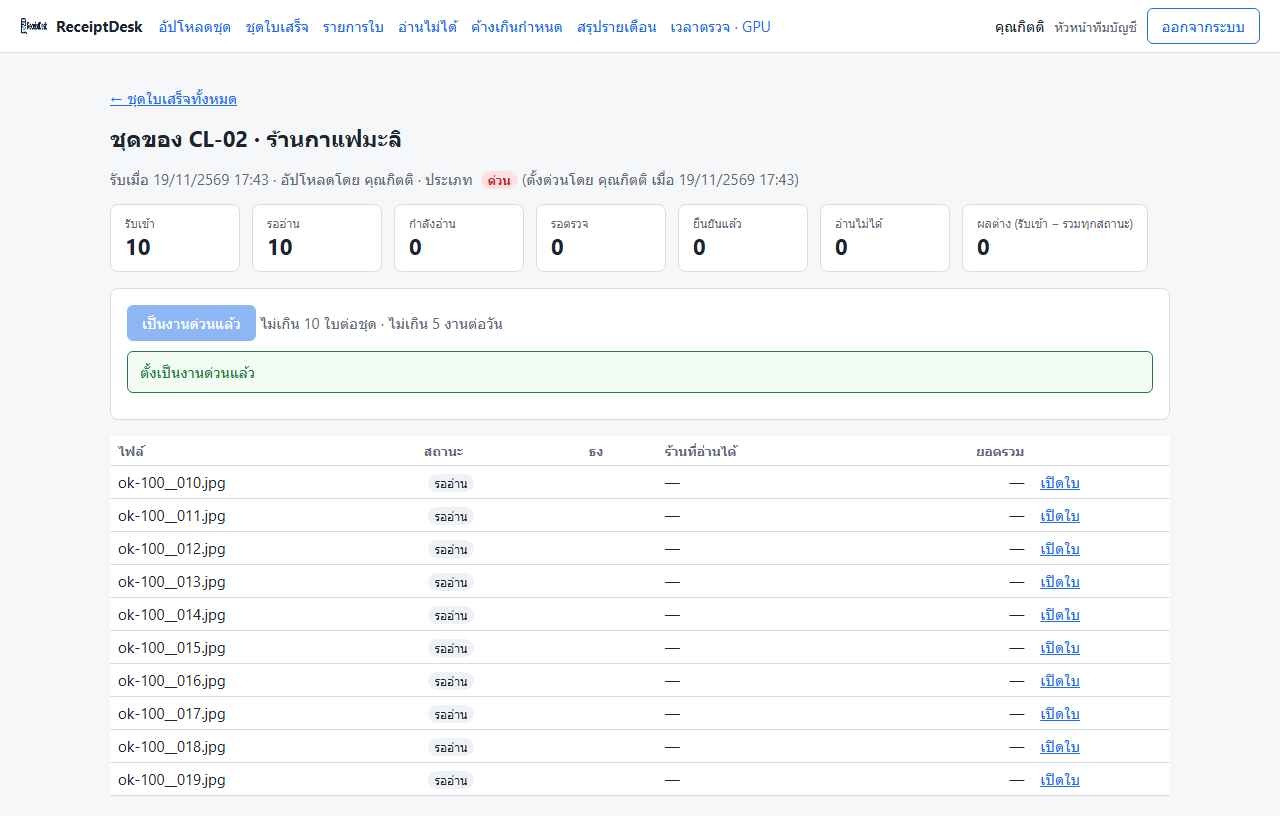 ReceiptDesk อัปโหลดชุด ชุดใบเสร็จ รายการใบ อ่านไม่ได้ ค้างเกินกำหนด สรุปรายเดือน เวลาตรวจ · GPU คุณกิตติ หัวหน้าทีมบัญชี ออกจากระบบ
← ชุดใบเสร็จทั้งหมด
ชุดของ CL-02 · ร้านกาแฟมะลิ
รับเมื่อ 19/11/2569 17:43 · อัปโหลดโดย คุณกิตติ · ประเภท ด่วน (ตั้งด่วนโดย คุณกิตติ เมื่อ 19/11/2569 17:43)
รับเข้า รออ่าน กำลังอ่าน รอตรวจ ยืนยันแล้ว อ่านไม่ได้ ผลต่าง (รับเข้า − รวมทุกสถานะ)
10 10 0 0 0 0 0
เป็นงานด่วนแล้ว ไม่เกิน 10 ใบต่อชุด · ไม่เกิน 5 งานต่อวัน
ตั้งเป็นงานด่วนแล้ว
ไฟล์ สถานะ ธง ร้านที่อ่านได้ ยอดรวม
ok-100__010.jpg รออ่าน — — เปิดใบ
ok-100__011.jpg รออ่าน — — เปิดใบ
ok-100__012.jpg รออ่าน — — เปิดใบ
ok-100__013.jpg รออ่าน — — เปิดใบ
ok-100__014.jpg รออ่าน — — เปิดใบ
ok-100__015.jpg รออ่าน — — เปิดใบ
ok-100__016.jpg รออ่าน — — เปิดใบ
ok-100__017.jpg รออ่าน — — เปิดใบ
ok-100__018.jpg รออ่าน — — เปิดใบ
ok-100__019.jpg รออ่าน — — เปิดใบ